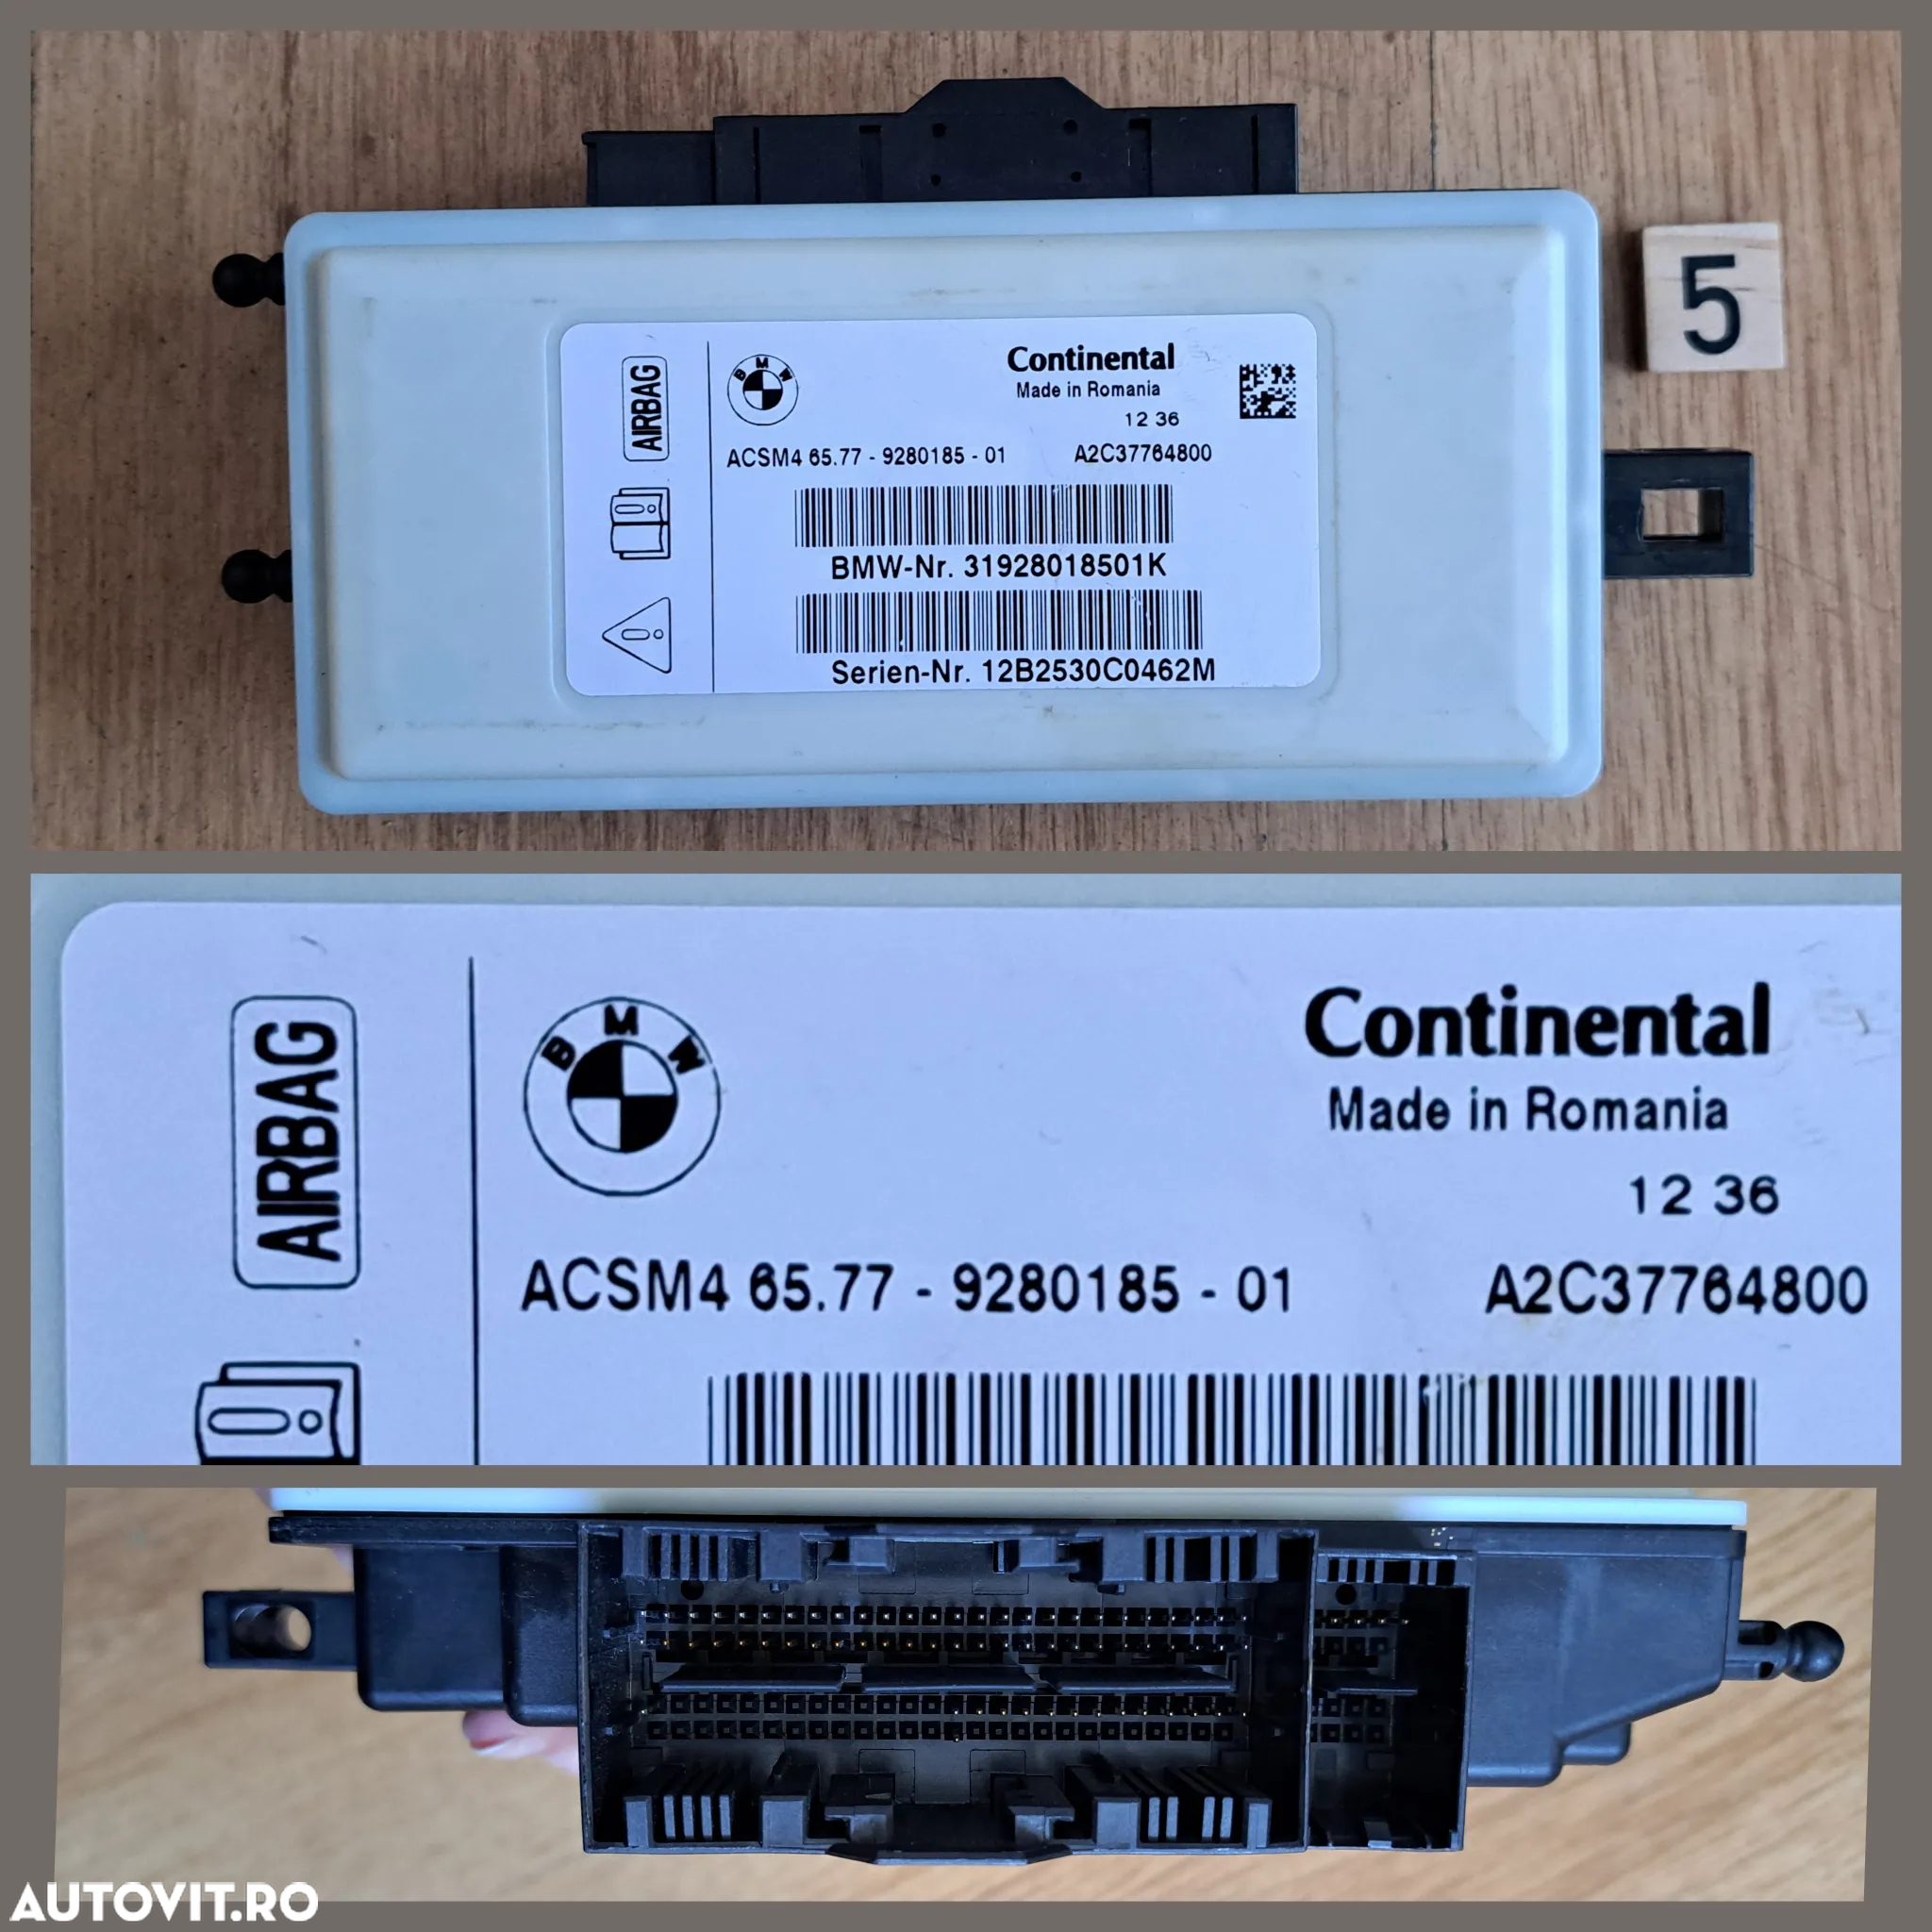 5
AIRBAG
BMW
Continental
Made in Romania
12 36
ACSM4 65.77 - 9280185 - 01 A2C37764800
BMW-Nr. 31928018501K
Serien-Nr. 12B2530C0462M
AIRBAG
BMW
Continental
Made in Romania
12 36
ACSM4 65.77 - 9280185 - 01 A2C37764800
AUTOVIT.RO